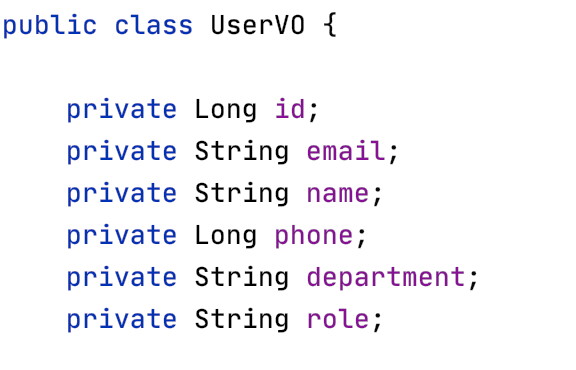 public class UserVO {
    private Long id;
    private String email;
    private String name;
    private Long phone;
    private String department;
    private String role;